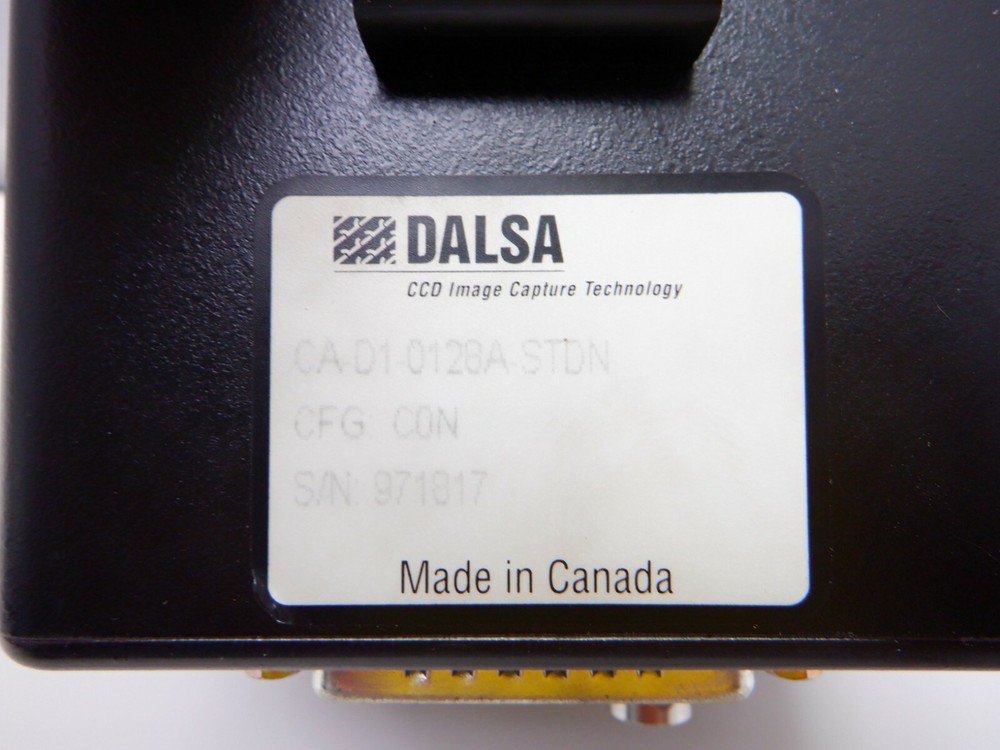 DALSA
CCD Image Capture Technology
CA-D1-0128A-STDN
CFG: C0N
S/N: 971817
Made in Canada